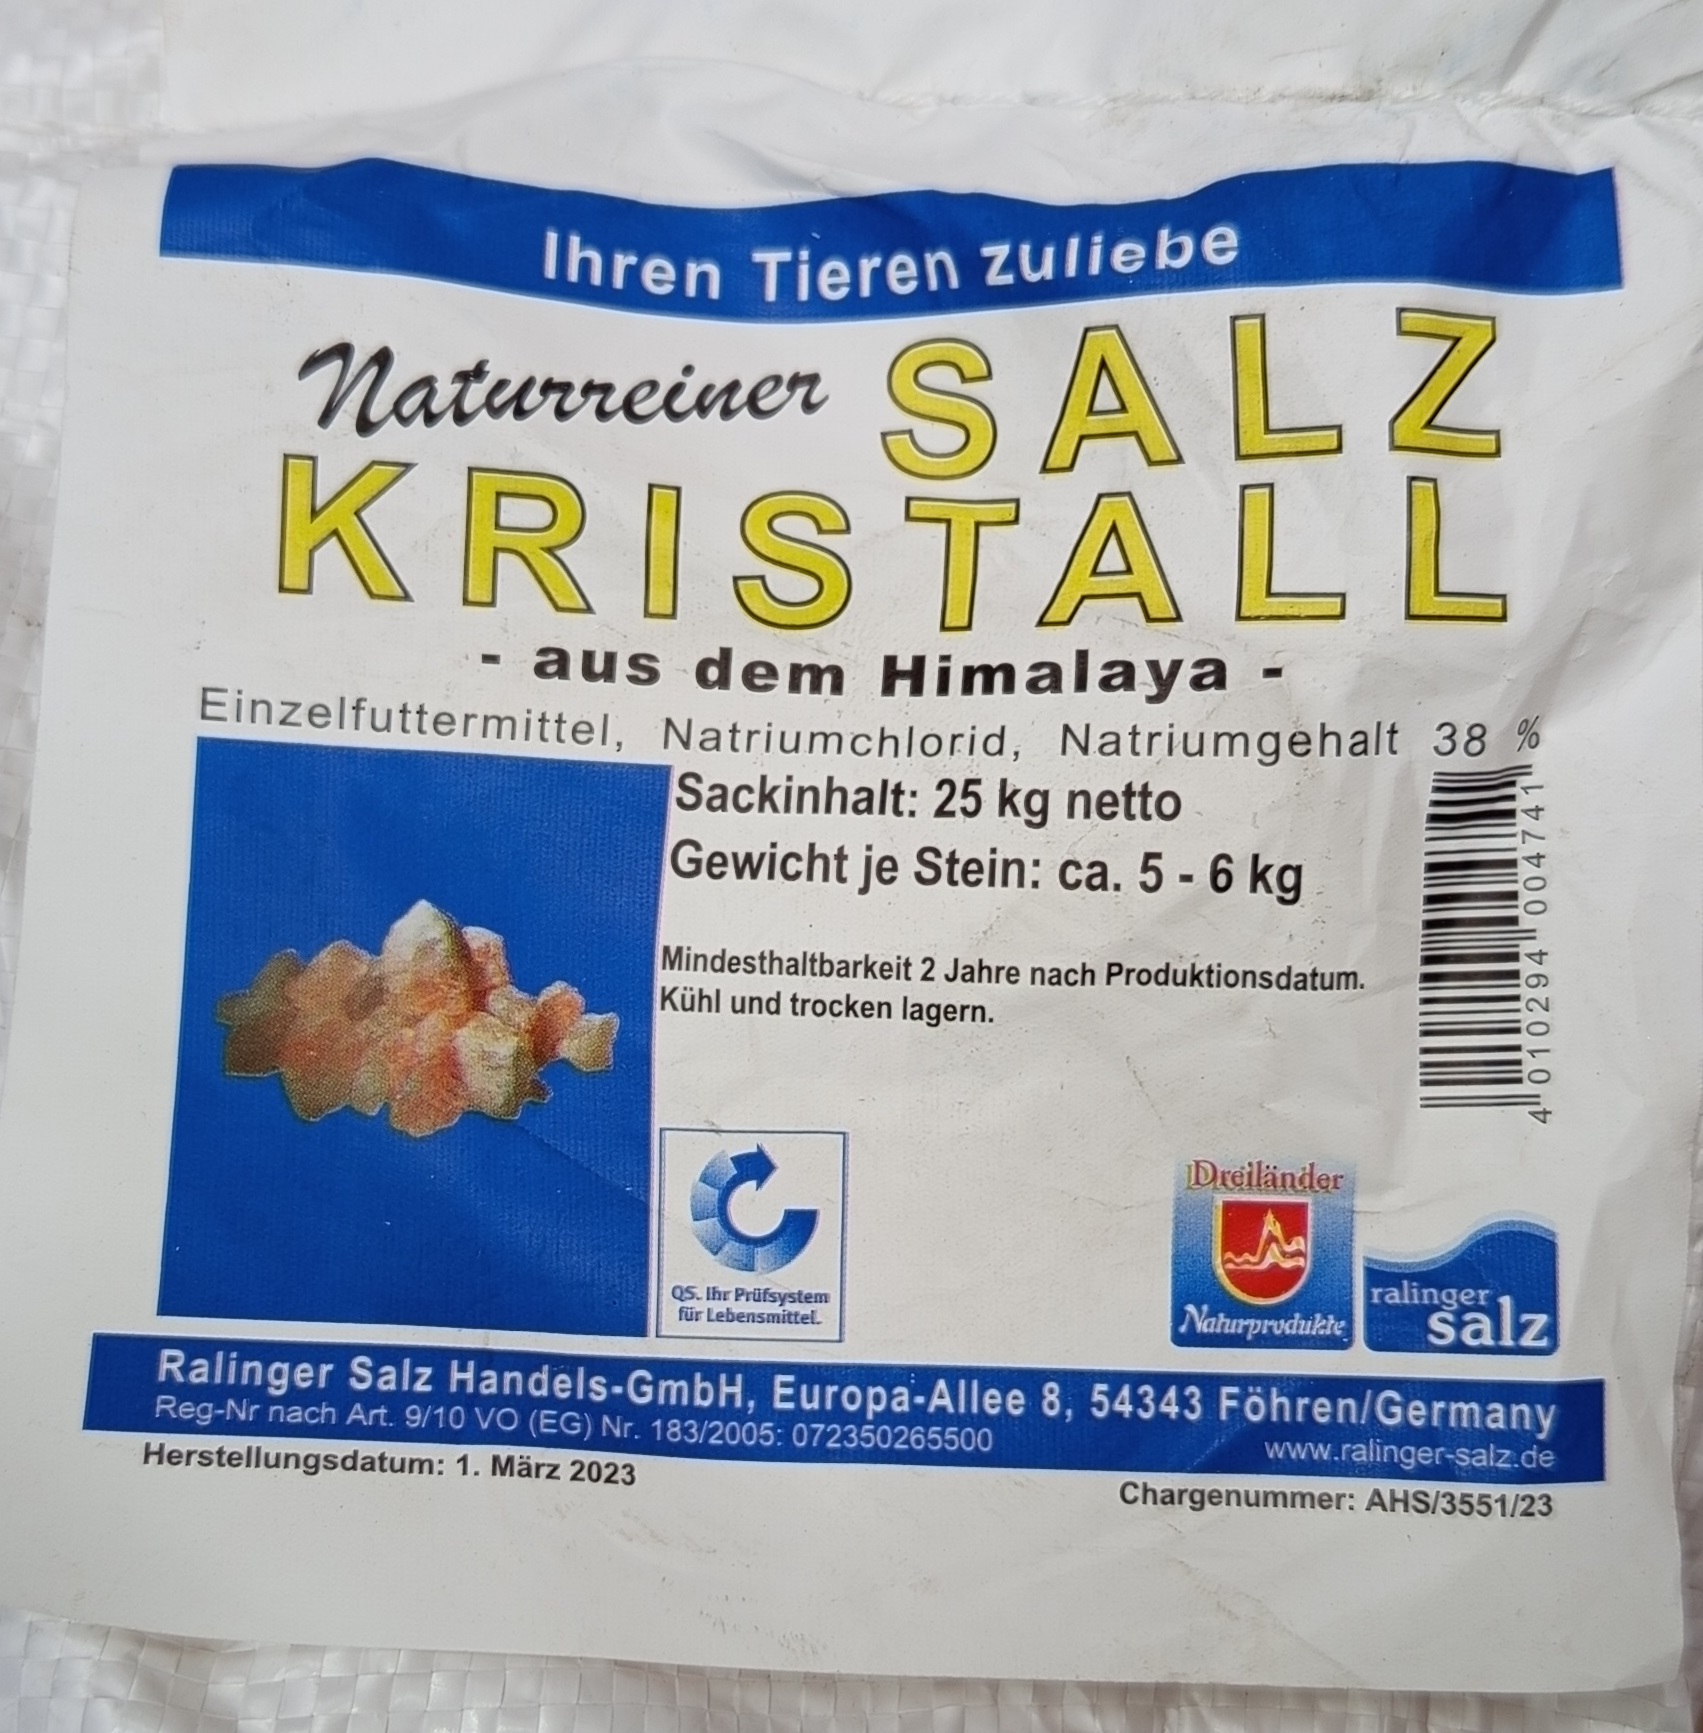 Ihren Tieren zuliebe
Naturreiner SALZ
KRISTALL
- aus dem Himalaya -
Einzelfuttermittel, Natriumchlorid, Natriumgehalt 38 %
Sackinhalt: 25 kg netto
Gewicht je Stein: ca. 5 - 6 kg
Mindesthaltbarkeit 2 Jahre nach Produktionsdatum.
Kühl und trocken lagern.
4 010294 004741
QS. Ihr Prüfsystem
für Lebensmittel.
Dreiländer
Naturprodukte
ralinger
salz
Ralinger Salz Handels-GmbH, Europa-Allee 8, 54343 Föhren/Germany
Reg-Nr nach Art. 9/10 VO (EG) Nr. 183/2005: 072350265500
www.ralinger-salz.de
Herstellungsdatum: 1. März 2023
Chargenummer: AHS/3551/23